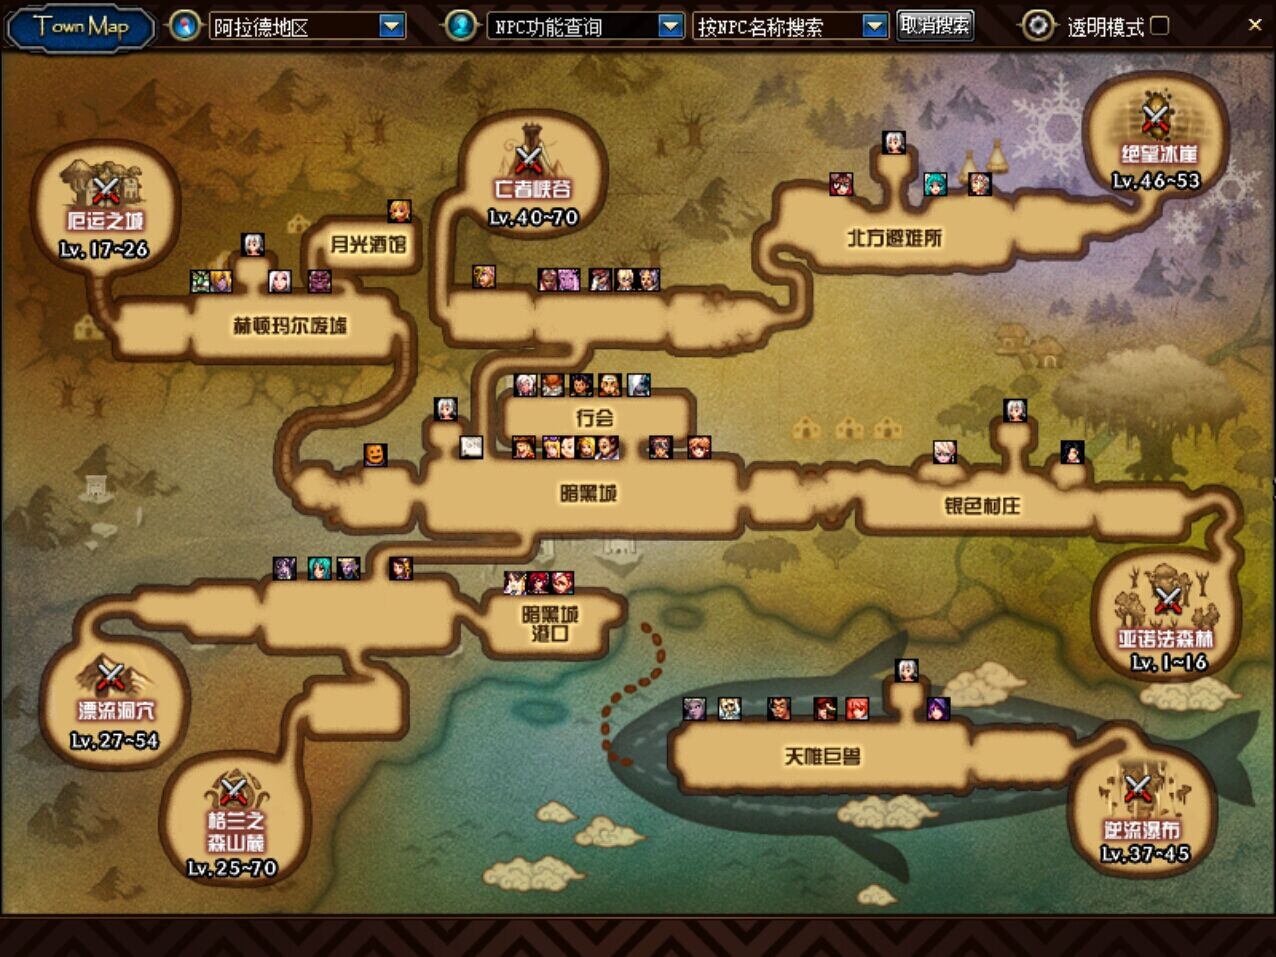 Town Map
阿拉德地区
NPC功能查询
按NPC名称搜索
取消搜索
透明模式
绝望冰崖
Lv.46~53
厄运之城
Lv.17~26
亡者峡谷
Lv.40~70
月光酒馆
北方避难所
赫顿玛尔废墟
行会
暗黑城
银色村庄
暗黑城
港口
亚诺法森林
Lv.1~16
漂流洞穴
Lv.27~54
天帷巨兽
格兰之
森山麓
Lv.25~70
逆流瀑布
Lv.37~45